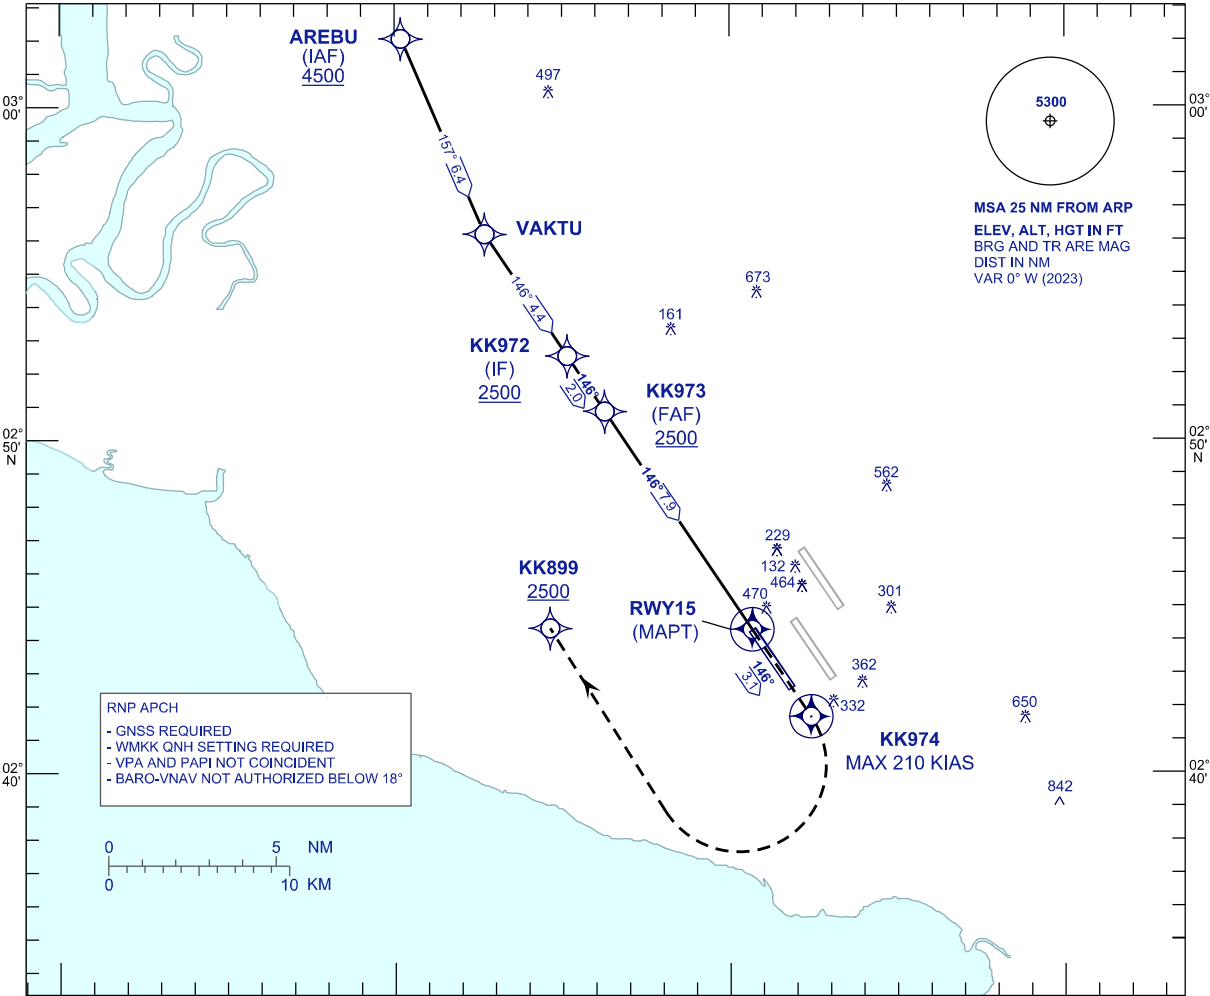 AREBU
(IAF)
4500
497
5300
03°
00'
03°
00'
157° 6.4
MSA 25 NM FROM ARP
ELEV, ALT, HGT IN FT
BRG AND TR ARE MAG
DIST IN NM
VAR 0° W (2023)
VAKTU
673
146° 4.4
161
KK972
(IF)
2500
146°
2.0
KK973
(FAF)
2500
02°
50'
N
02°
50'
N
146° 7.9
562
229
132
464
470
301
KK899
2500
RWY15
(MAPT)
146°
3.1
362
332
650
KK974
MAX 210 KIAS
RNP APCH
- GNSS REQUIRED
- WMKK QNH SETTING REQUIRED
- VPA AND PAPI NOT COINCIDENT
- BARO-VNAV NOT AUTHORIZED BELOW 18°
02°
40'
02°
40'
842
0 5 NM
0 10 KM